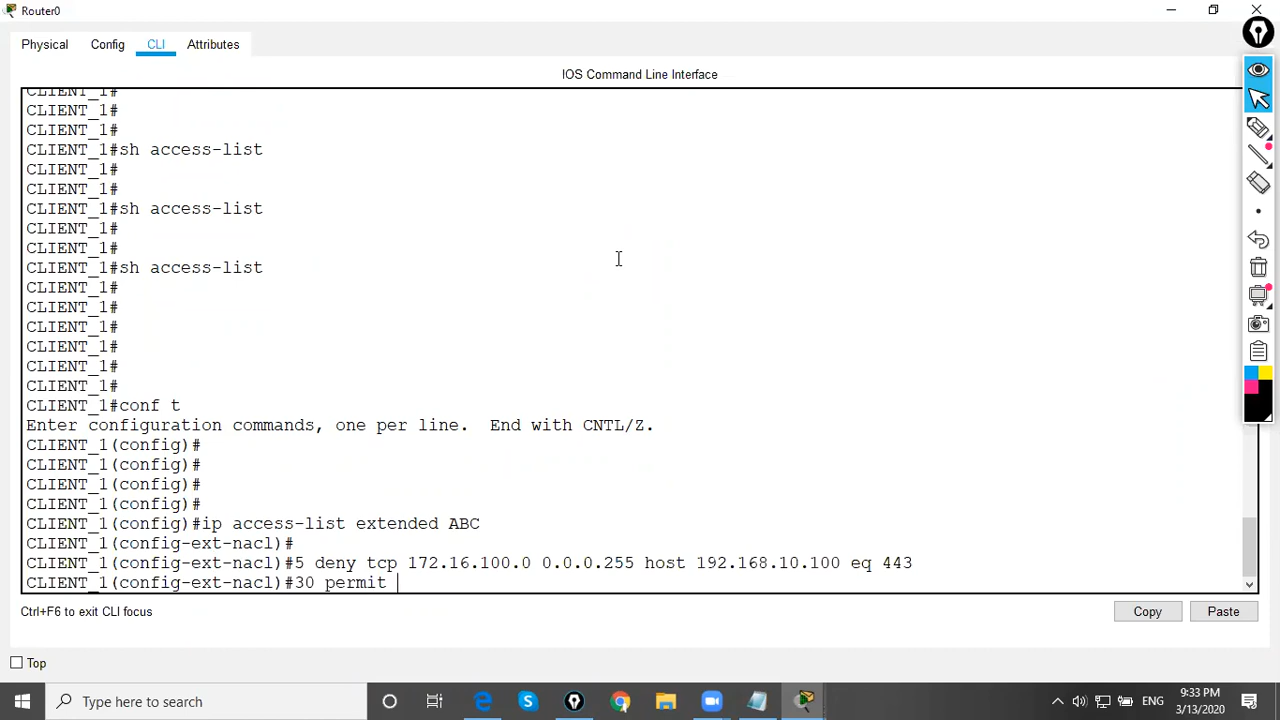 Router0
Physical Config CLI Attributes
IOS Command Line Interface
CLIENT_1#
CLIENT_1#
CLIENT_1#
CLIENT_1#sh access-list
CLIENT_1#
CLIENT_1#
CLIENT_1#sh access-list
CLIENT_1#
CLIENT_1#
CLIENT_1#sh access-list
CLIENT_1#
CLIENT_1#
CLIENT_1#
CLIENT_1#
CLIENT_1#
CLIENT_1#
CLIENT_1#conf t
Enter configuration commands, one per line.  End with CNTL/Z.
CLIENT_1(config)#
CLIENT_1(config)#
CLIENT_1(config)#
CLIENT_1(config)#
CLIENT_1(config)#ip access-list extended ABC
CLIENT_1(config-ext-nacl)#
CLIENT_1(config-ext-nacl)#5 deny tcp 172.16.100.0 0.0.0.255 host 192.168.10.100 eq 443
CLIENT_1(config-ext-nacl)#30 permit
Ctrl+F6 to exit CLI focus
Copy Paste
Top
Type here to search
ENG
9:33 PM
3/13/2020